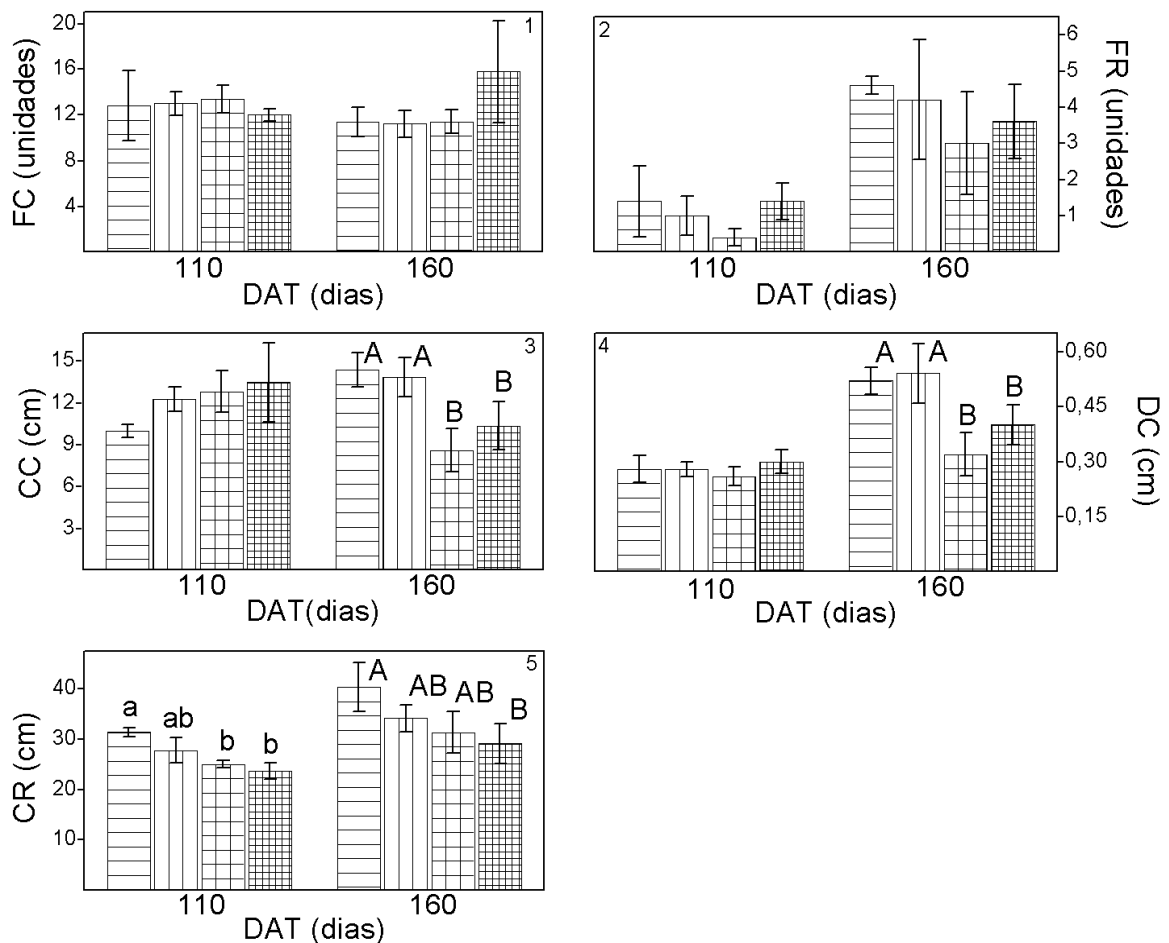 20
16
12
8
4
FC (unidades)
1
110
160
DAT (dias)
2
6
5
4
3
2
1
FR (unidades)
110
160
DAT (dias)
15
12
9
6
3
CC (cm)
3
A
A
B
B
110
160
DAT(dias)
4
A
A
B
B
0,60
0,45
0,30
0,15
DC (cm)
110
160
DAT (dias)
40
30
20
10
CR (cm)
5
a
ab
b
b
A
AB
AB
B
110
160
DAT (dias)